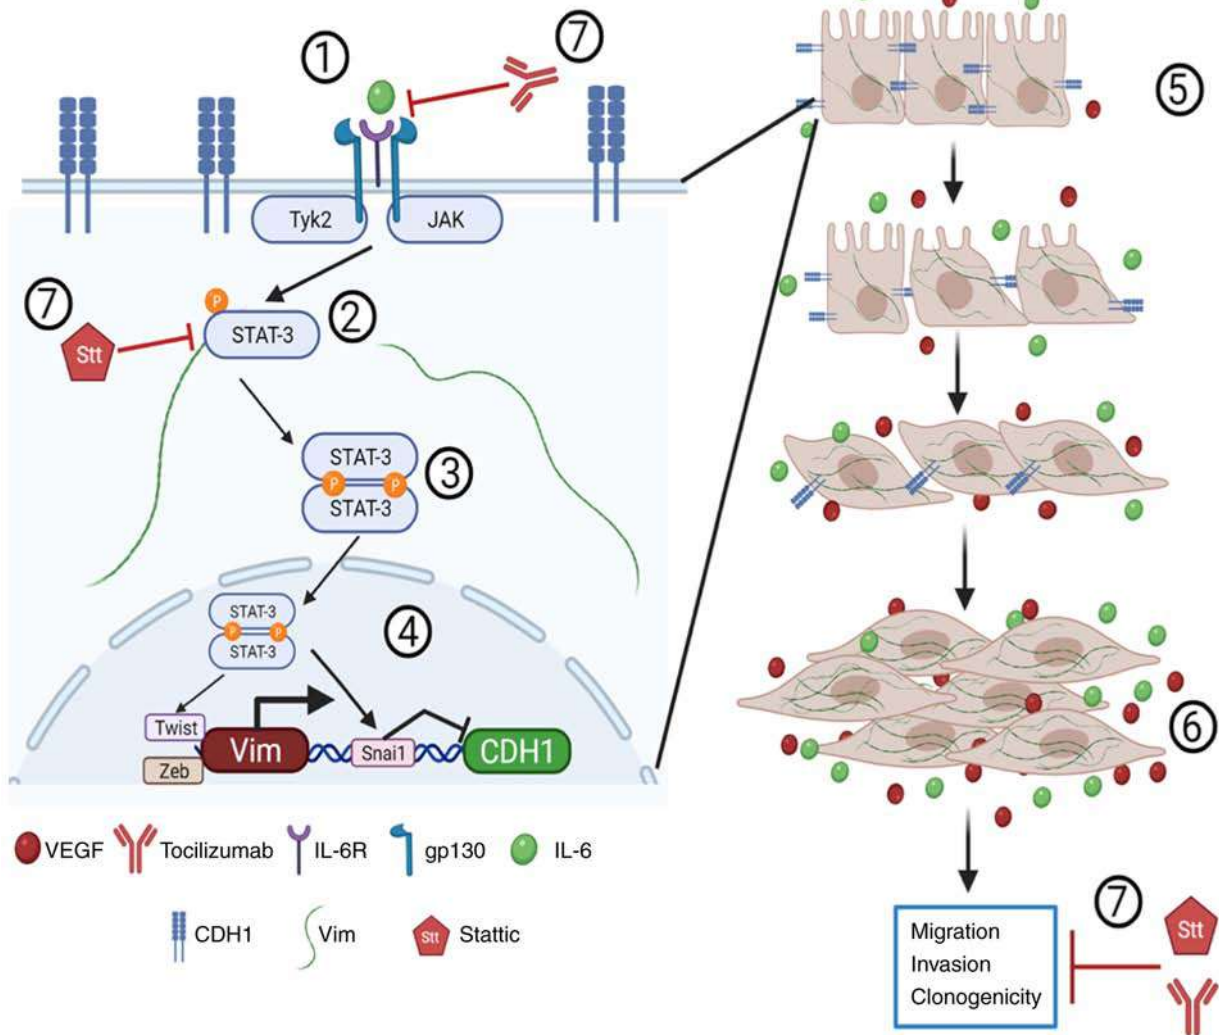 1
7
5
Tyk2
JAK
P
7
2
Stt
STAT-3
STAT-3
3
P
P
STAT-3
STAT-3
4
P
P
STAT-3
Twist
Vim
Snai1
CDH1
Zeb
6
VEGF
Tocilizumab
IL-6R
gp130
IL-6
CDH1
Vim
Stt
Stattic
Migration
Invasion
Clonogenicity
7
Stt